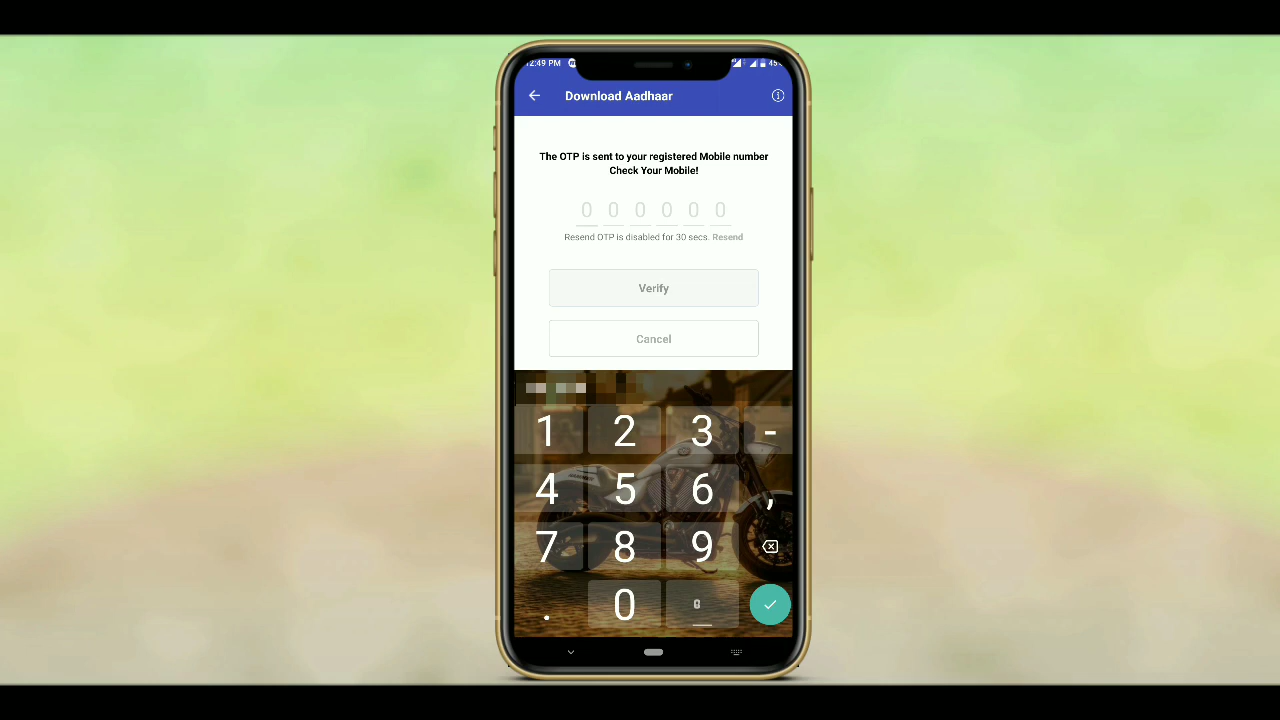 12:49 PM
45%
Download Aadhaar
The OTP is sent to your registered Mobile number
Check Your Mobile!
0 0 0 0 0 0
Resend OTP is disabled for 30 secs. Resend
Verify
Cancel
1 2 3 -
4 5 6 ,
7 8 9
. 0